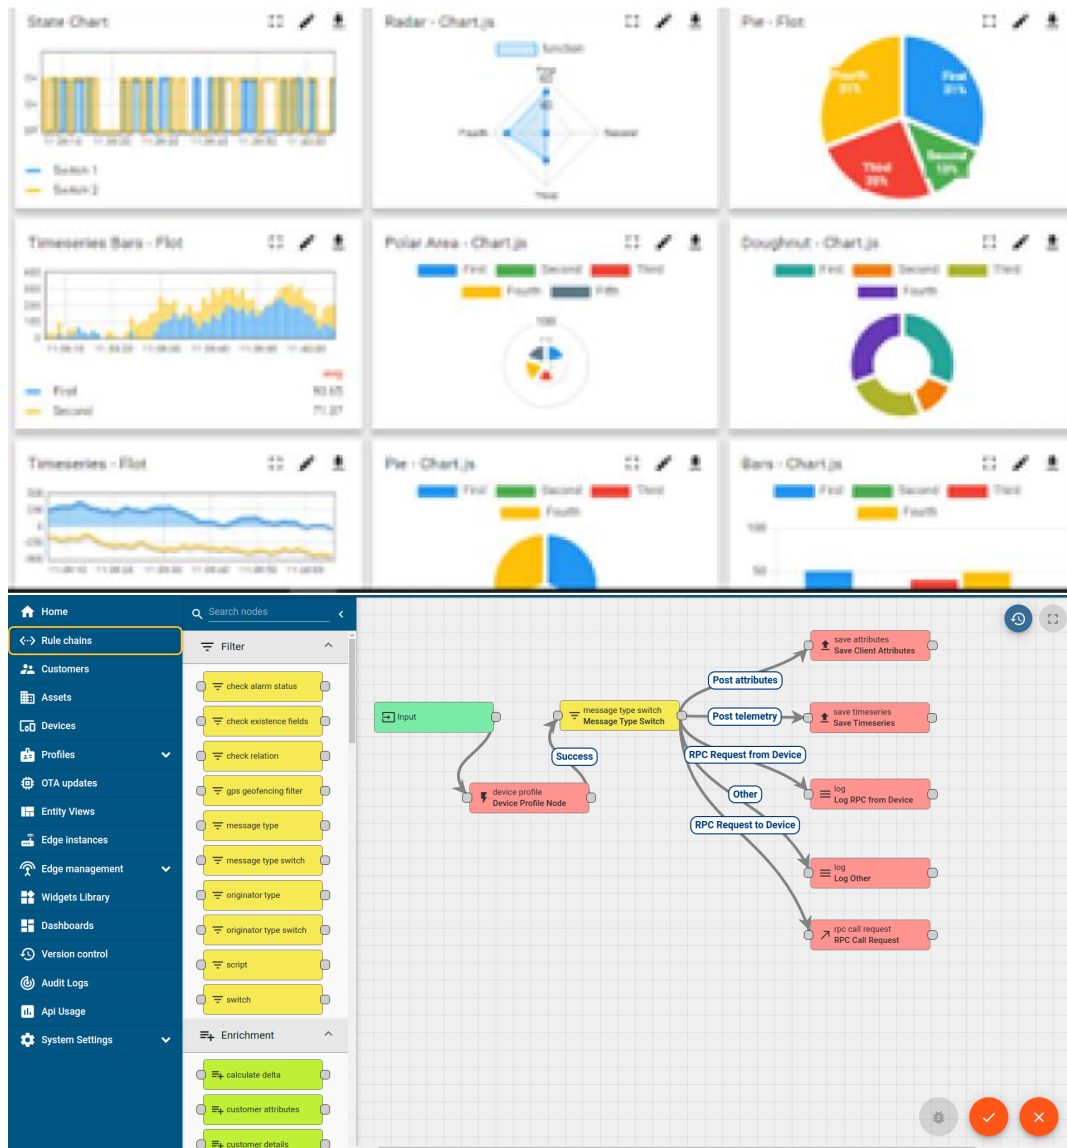 State Chart
Switch 1
Switch 2
Radar - Chart.js
function
Fourth
Second
Third
Pie - Flot
Fourth
First
31%
Second
Third
Timeseries Bars - Flot
avg
First
Second
Polar Area - Chart.js
First Second Third
Fourth Fifth
100
Doughnut - Chart.js
First Second Third
Fourth
Timeseries - Flot
Pie - Chart.js
First Second Third
Fourth
Bars - Chart.js
First Second Third
Fourth
100
50
Home
Rule chains
Customers
Assets
Devices
Profiles
OTA updates
Entity Views
Edge instances
Edge management
Widgets Library
Dashboards
Version control
Audit Logs
Api Usage
System Settings
Search nodes
Filter
check alarm status
check existence fields
check relation
gps geofencing filter
message type
message type switch
originator type
originator type switch
script
switch
Enrichment
calculate delta
customer attributes
customer details
Input
device profile
Device Profile Node
Success
message type switch
Message Type Switch
Post attributes
Post telemetry
RPC Request from Device
Other
RPC Request to Device
save attributes
Save Client Attributes
save timeseries
Save Timeseries
log
Log RPC from Device
log
Log Other
rpc call request
RPC Call Request